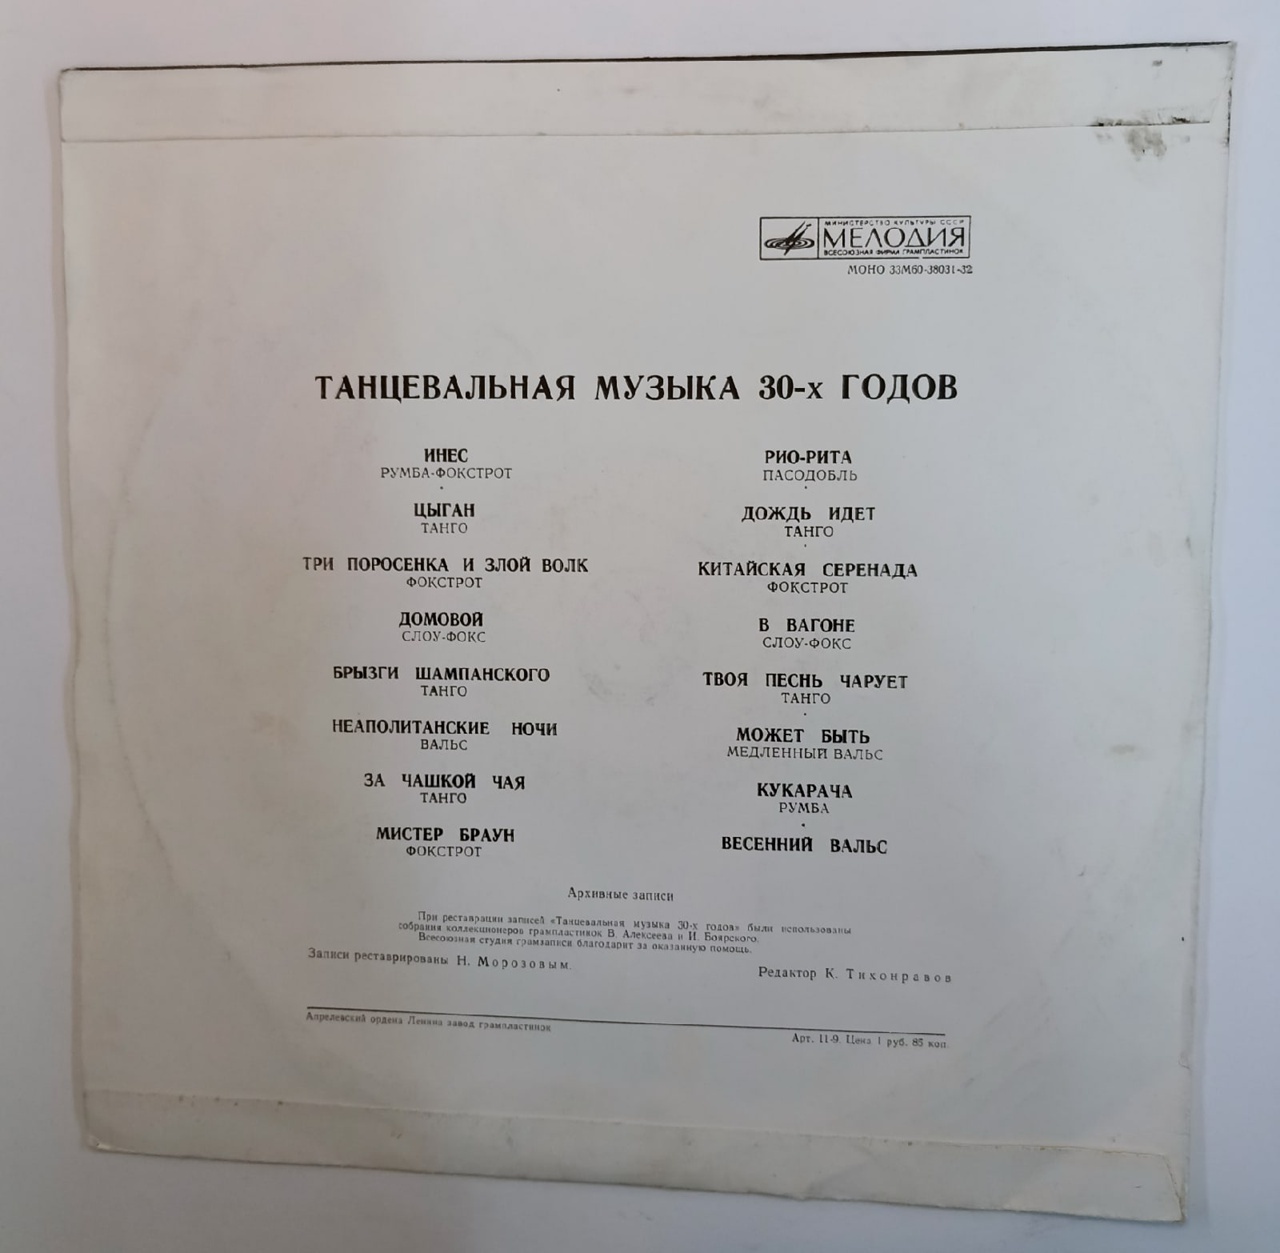 МИНИСТЕРСТВО КУЛЬТУРЫ СССР
МЕЛОДИЯ
ВСЕСОЮЗНАЯ ФИРМА ГРАМПЛАСТИНОК
МОНО 33М60-38031-32
ТАНЦЕВАЛЬНАЯ МУЗЫКА 30-х ГОДОВ
ИНЕС
РУМБА-ФОКСТРОТ
ЦЫГАН
ТАНГО
ТРИ ПОРОСЕНКА И ЗЛОЙ ВОЛК
ФОКСТРОТ
ДОМОВОЙ
СЛОУ-ФОКС
БРЫЗГИ ШАМПАНСКОГО
ТАНГО
НЕАПОЛИТАНСКИЕ НОЧИ
ВАЛЬС
ЗА ЧАШКОЙ ЧАЯ
ТАНГО
МИСТЕР БРАУН
ФОКСТРОТ
РИО-РИТА
ПАСОДОБЛЬ
ДОЖДЬ ИДЕТ
ТАНГО
КИТАЙСКАЯ СЕРЕНАДА
ФОКСТРОТ
В ВАГОНЕ
СЛОУ-ФОКС
ТВОЯ ПЕСНЬ ЧАРУЕТ
ТАНГО
МОЖЕТ БЫТЬ
МЕДЛЕННЫЙ ВАЛЬС
КУКАРАЧА
РУМБА
ВЕСЕННИЙ ВАЛЬС
Архивные записи
При реставрации записей «Танцевальная музыка 30-х годов» были использованы
собрания коллекционеров грампластинок В. Алексеева и И. Боярского.
Всесоюзная студия грамзаписи благодарит за оказанную помощь.
Записи реставрированы Н. Морозовым.
Редактор К. Тихонравов
Апрелевский ордена Ленина завод грампластинок
Арт. 11-9. Цена 1 руб. 85 коп.